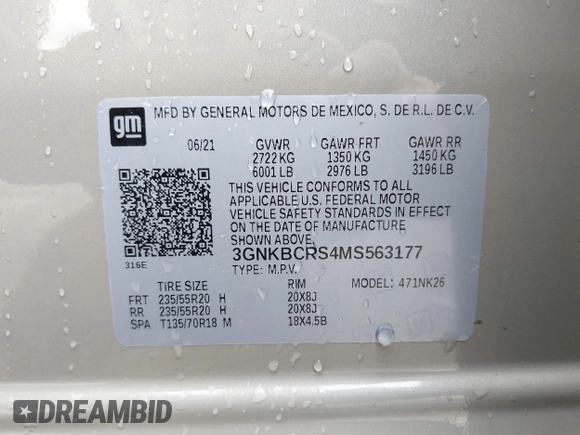 gm
MFD BY GENERAL MOTORS DE MEXICO, S. DE R.L. DE C.V.
06/21 GVWR GAWR FRT GAWR RR
2722 KG 1350 KG 1450 KG
6001 LB 2976 LB 3196 LB
THIS VEHICLE CONFORMS TO ALL
APPLICABLE U.S. FEDERAL MOTOR
VEHICLE SAFETY STANDARDS IN EFFECT
ON THE DATE OF MANUFACTURE
SHOWN ABOVE.
316E
3GNKBCRS4MS563177
TYPE: M.P.V. MODEL: 471NK26
TIRE SIZE RIM
FRT 235/55R20 H 20X8J
RR 235/55R20 H 20X8J
SPA T135/70R18 M 18X4.5B
gm
DREAMBID